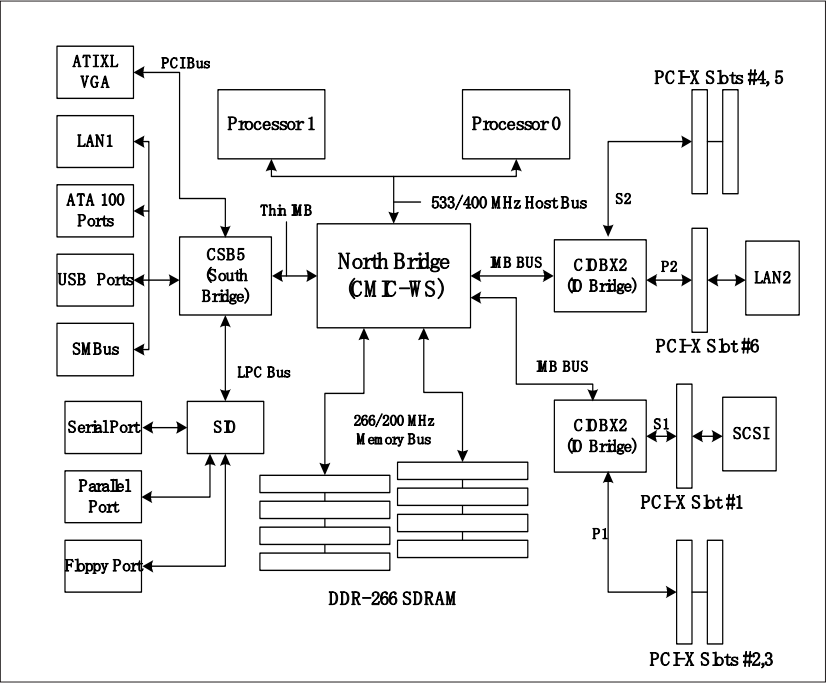 ATIXL
VGA
PCI Bus
PCI-X Slots #4, 5
Processor 1
Processor 0
LAN1
533/400 MHz Host Bus
S2
ATA 100
Ports
Thin IMB
CSB5
(South
Bridge)
North Bridge
(CMIC-WS)
IMB BUS
CIOBX2
(IO Bridge)
P2
LAN2
USB Ports
SMBus
PCI-X Slot #6
LPC Bus
IMB BUS
Serial Port
SIO
266/200 MHz
Memory Bus
CIOBX2
(IO Bridge)
S1
SCSI
Parallel
Port
PCI-X Slot #1
P1
Floppy Port
DDR-266 SDRAM
PCI-X Slots #2,3